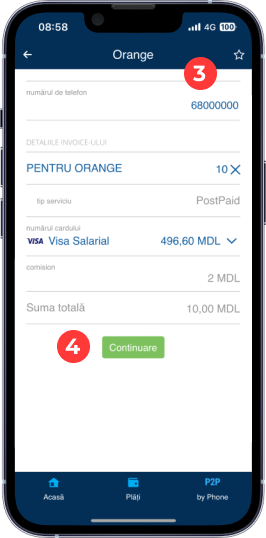 08:58 4G 100
Orange
3
numărul de telefon
68000000
DETALIILE INVOICE-ULUI
PENTRU ORANGE 10
tip serviciu PostPaid
numărul cardului
VISA Visa Salarial 496,60 MDL
comision
2 MDL
Suma totală 10,00 MDL
4 Continuare
P2P
Acasă Plăți by Phone